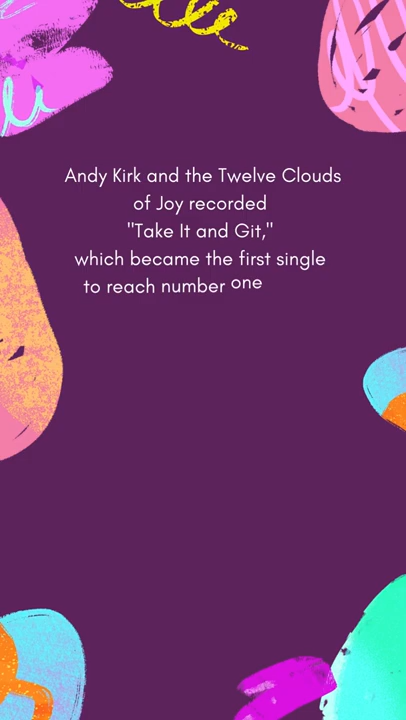 Andy Kirk and the Twelve Clouds
of Joy recorded
"Take It and Git,"
which became the first single
to reach number one